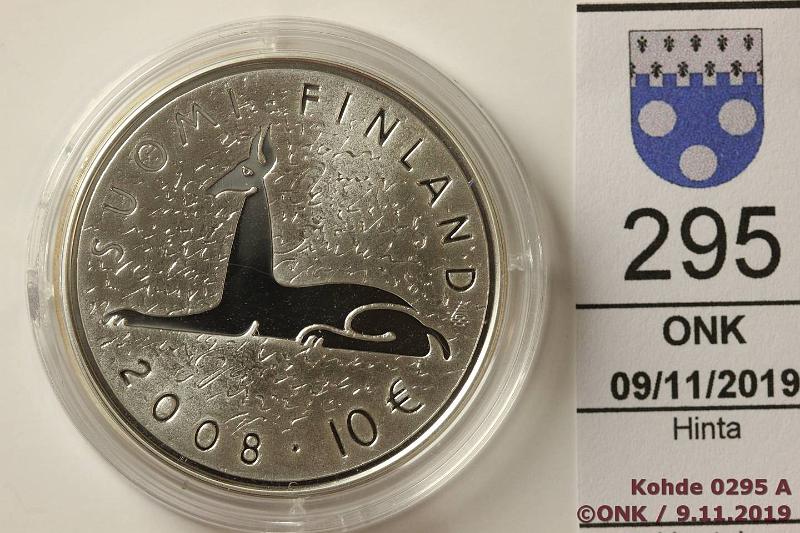 SUOMI FINLAND
2008 · 10 €
295
ONK
09/11/2019
Hinta
Kohde 0295 A
©ONK / 9.11.2019